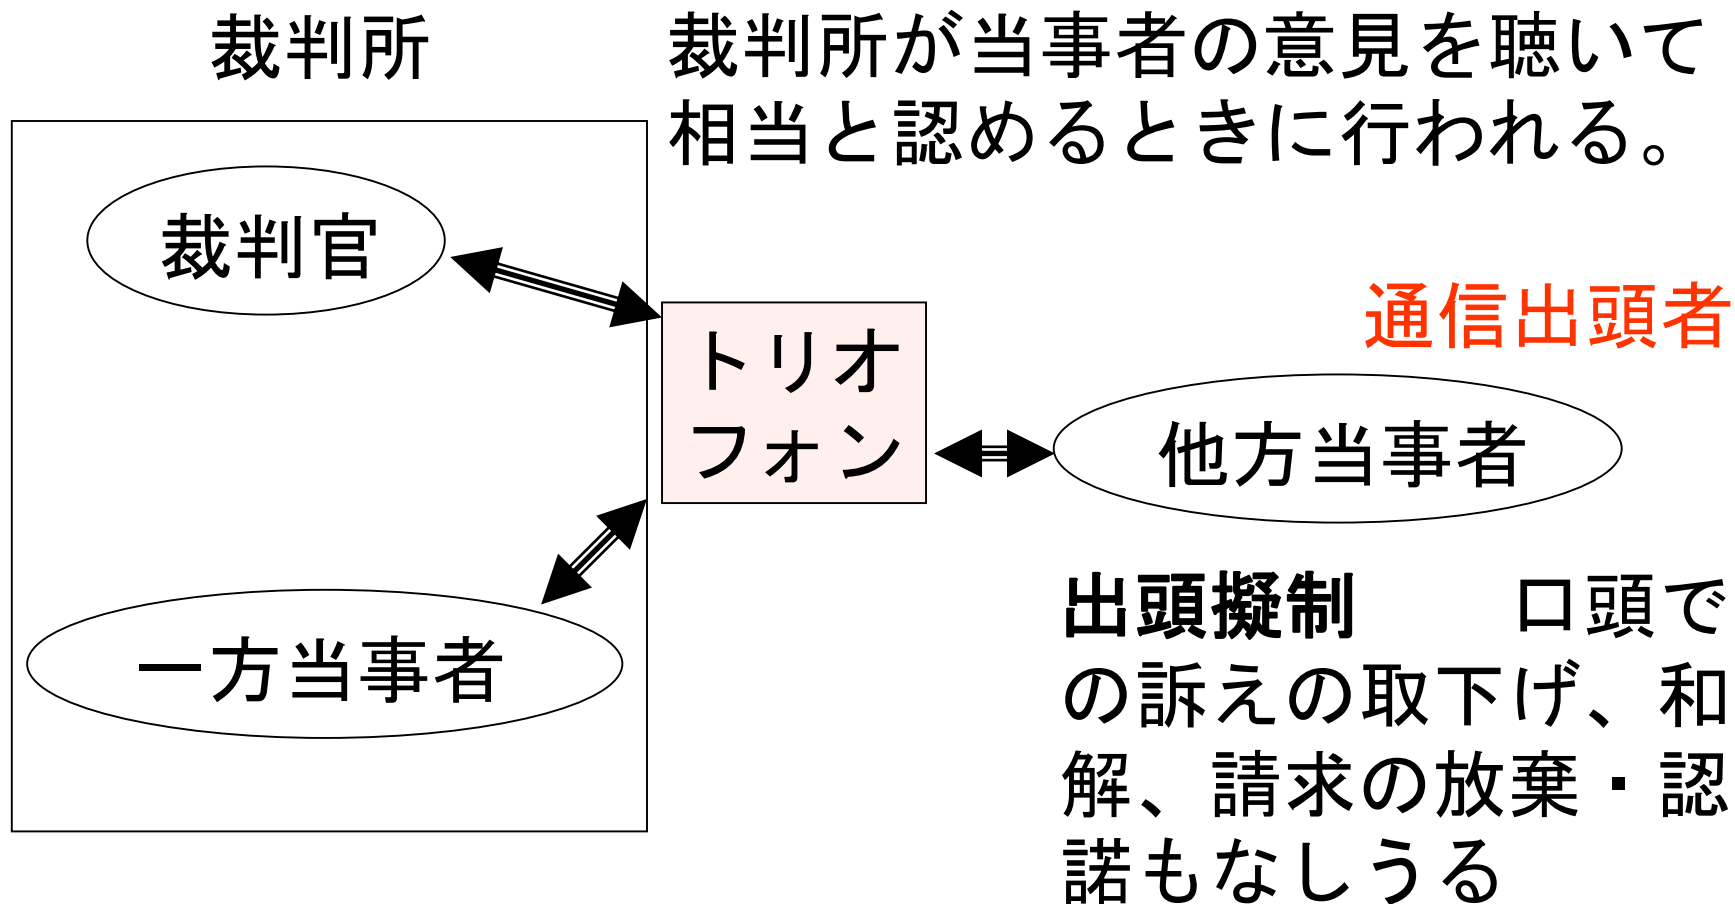 裁判所
裁判所が当事者の意見を聴いて
相当と認めるときに行われる。
裁判官
通信出頭者
トリオ
フォン
他方当事者
一方当事者
出頭擬制　　口頭で
の訴えの取下げ、和
解、請求の放棄・認
諾もなしうる